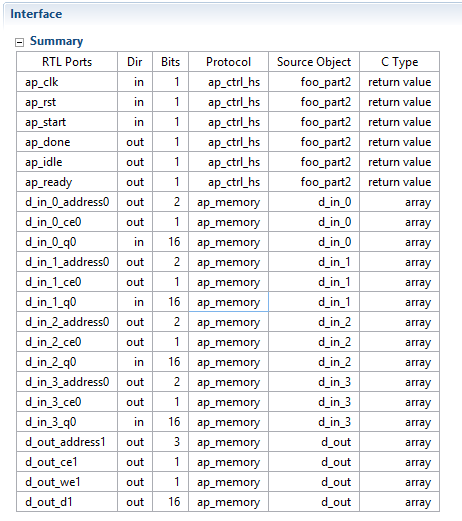 Interface
Summary
RTL Ports Dir Bits Protocol Source Object C Type
ap_clk in 1 ap_ctrl_hs foo_part2 return value
ap_rst in 1 ap_ctrl_hs foo_part2 return value
ap_start in 1 ap_ctrl_hs foo_part2 return value
ap_done out 1 ap_ctrl_hs foo_part2 return value
ap_idle out 1 ap_ctrl_hs foo_part2 return value
ap_ready out 1 ap_ctrl_hs foo_part2 return value
d_in_0_address0 out 2 ap_memory d_in_0 array
d_in_0_ce0 out 1 ap_memory d_in_0 array
d_in_0_q0 in 16 ap_memory d_in_0 array
d_in_1_address0 out 2 ap_memory d_in_1 array
d_in_1_ce0 out 1 ap_memory d_in_1 array
d_in_1_q0 in 16 ap_memory d_in_1 array
d_in_2_address0 out 2 ap_memory d_in_2 array
d_in_2_ce0 out 1 ap_memory d_in_2 array
d_in_2_q0 in 16 ap_memory d_in_2 array
d_in_3_address0 out 2 ap_memory d_in_3 array
d_in_3_ce0 out 1 ap_memory d_in_3 array
d_in_3_q0 in 16 ap_memory d_in_3 array
d_out_address1 out 3 ap_memory d_out array
d_out_ce1 out 1 ap_memory d_out array
d_out_we1 out 1 ap_memory d_out array
d_out_d1 out 16 ap_memory d_out array